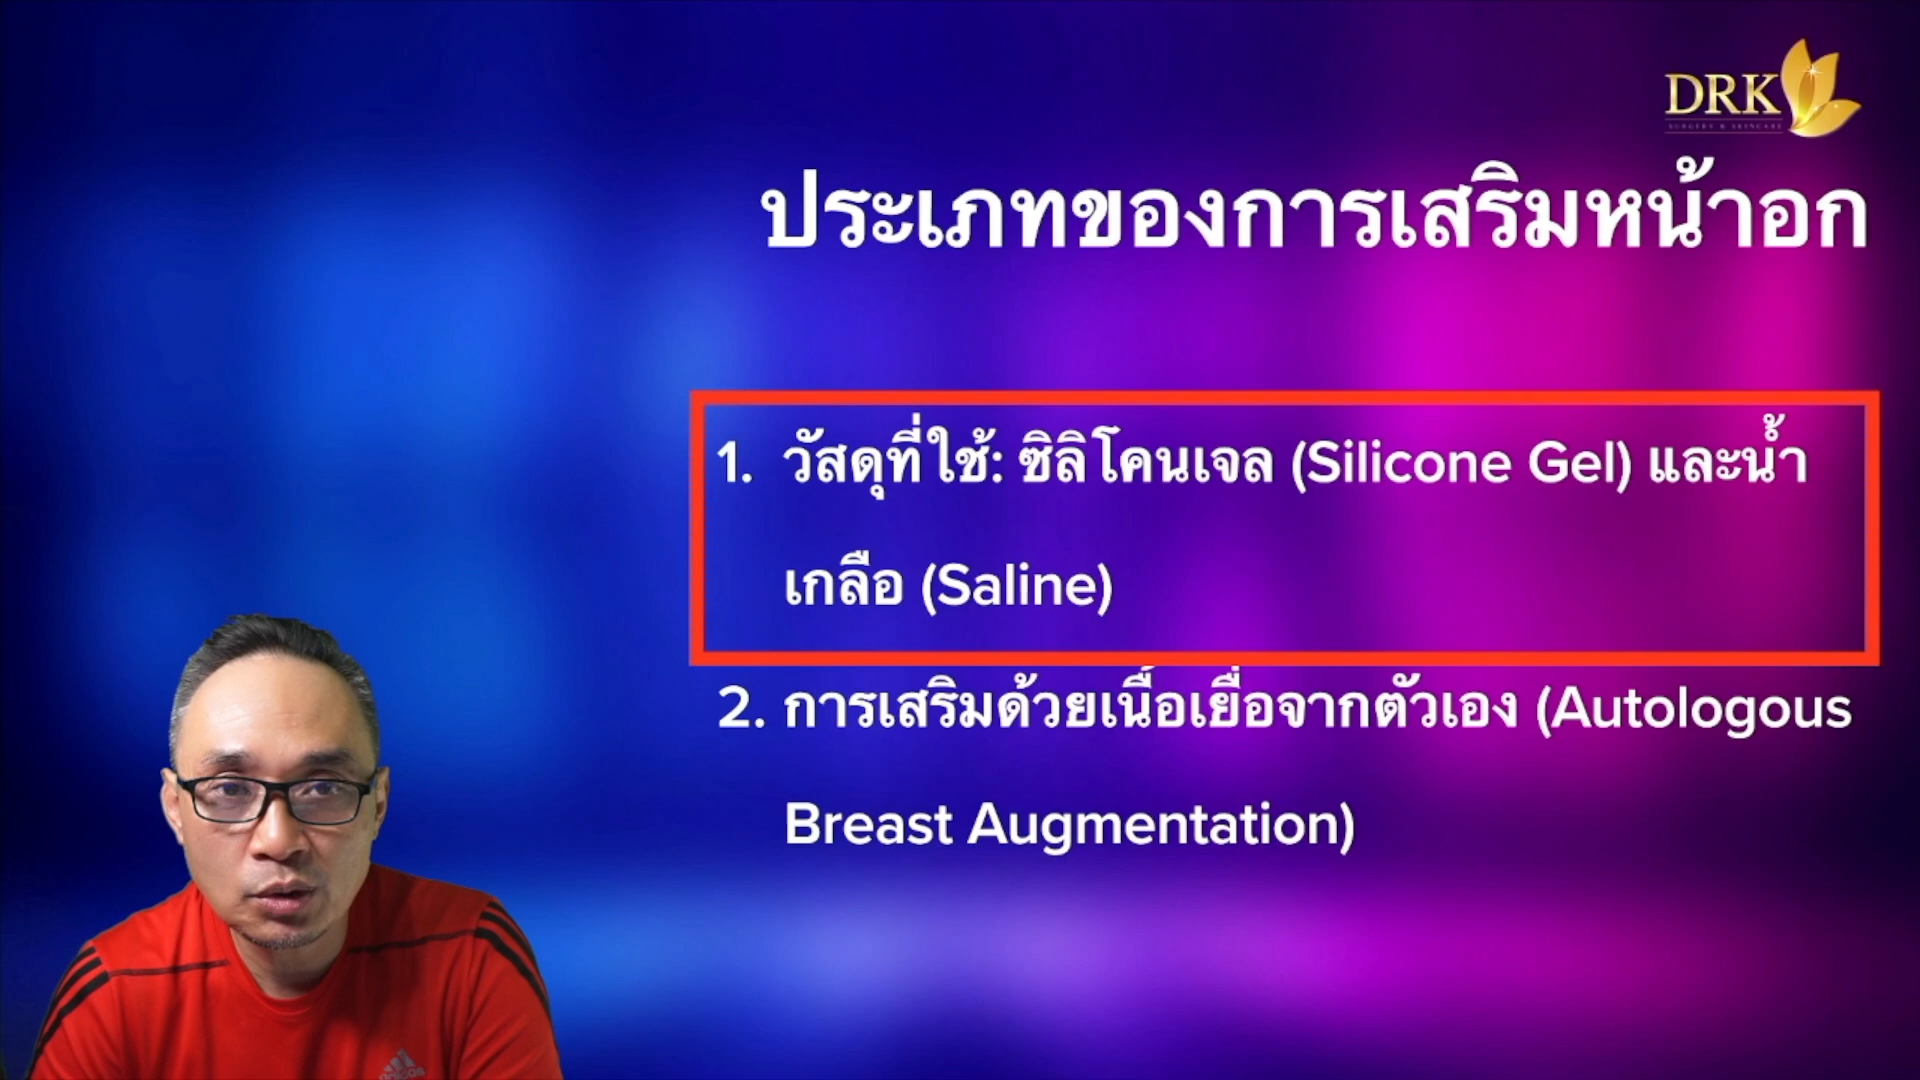 DRK
SURGERY & SKINCARE
ประเภทของการเสริมหน้าอก
1. วัสดุที่ใช้: ซิลิโคนเจล (Silicone Gel) และน้ำ
เกลือ (Saline)
2. การเสริมด้วยเนื้อเยื่อจากตัวเอง (Autologous
Breast Augmentation)
adidas